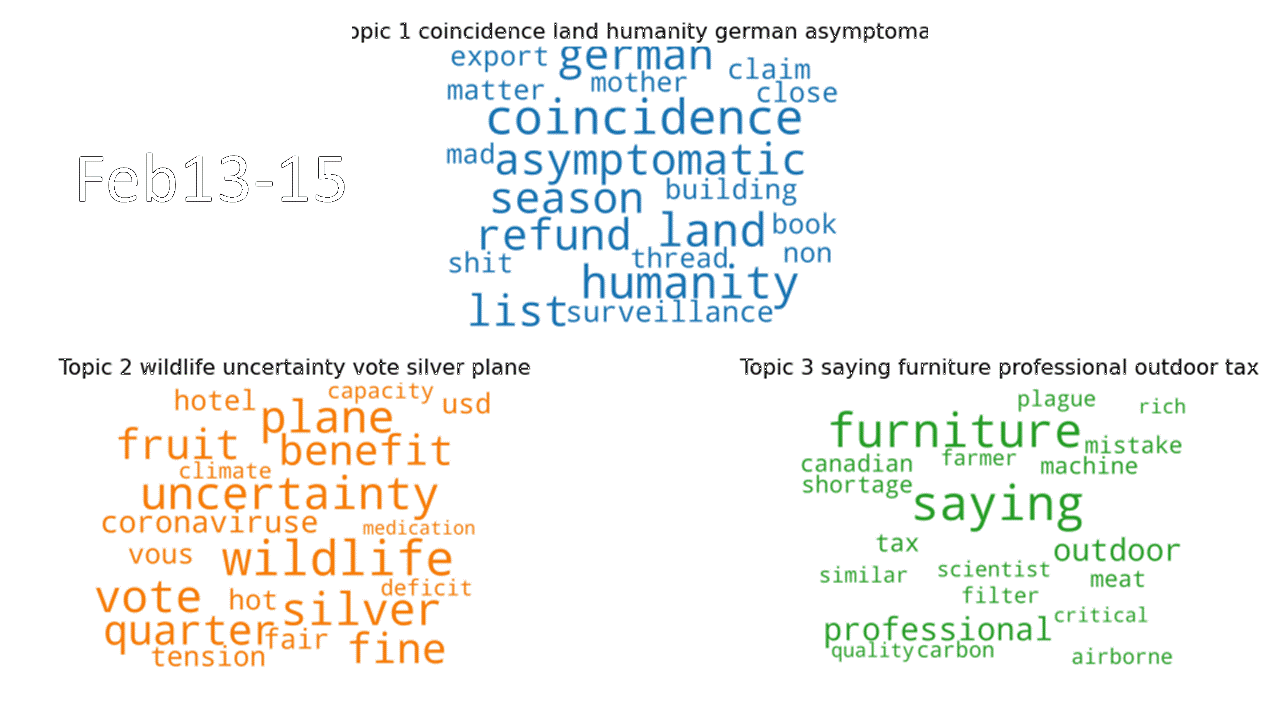 opic 1 coincidence land humanity german asymptoma
export german claim
matter mother close
coincidence
mad asymptomatic
season building
refund land book
shit thread non
humanity
list surveillance
Feb13-15
Topic 2 wildlife uncertainty vote silver plane
hotel capacity usd
plane
fruit benefit
climate
uncertainty
coronaviruse medication
vous wildlife
deficit
vote hot silver
quarter fair fine
tension
Topic 3 saying furniture professional outdoor tax
plague rich
furniture mistake
canadian farmer machine
shortage
saying
tax outdoor
similar scientist meat
filter
critical
professional
quality carbon airborne